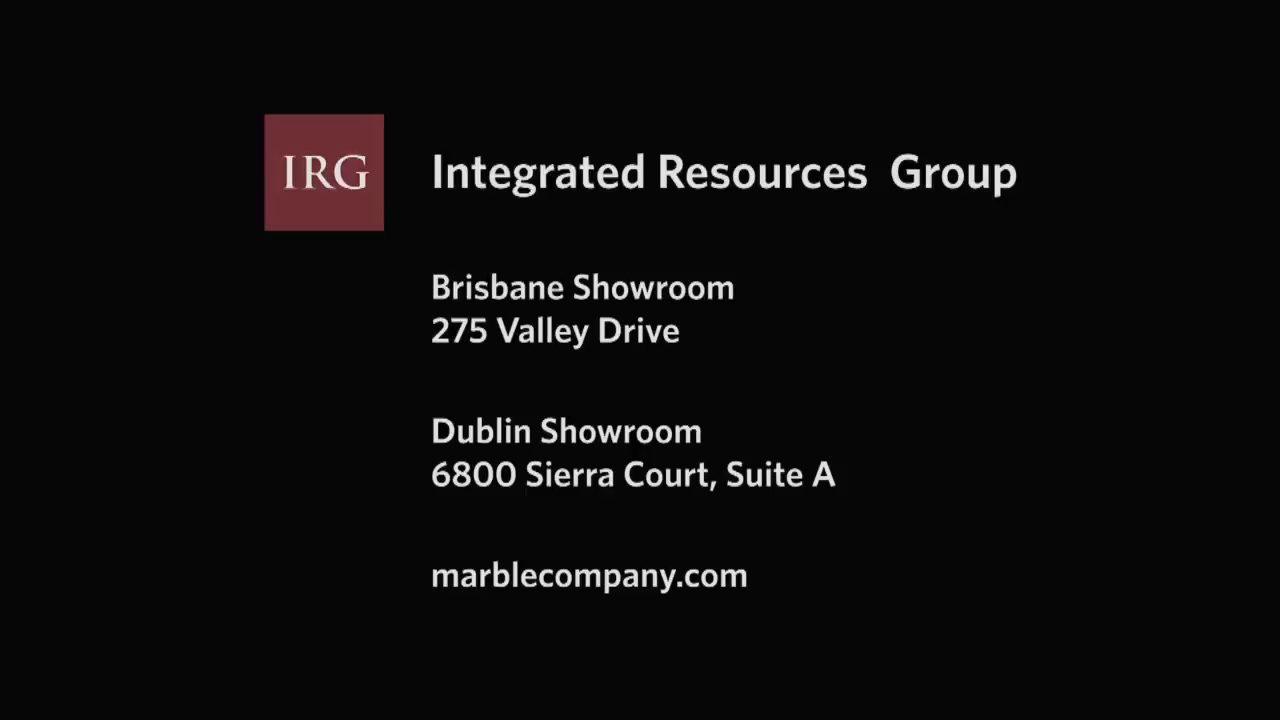 IRG
Integrated Resources Group
Brisbane Showroom
275 Valley Drive
Dublin Showroom
6800 Sierra Court, Suite A
marblecompany.com